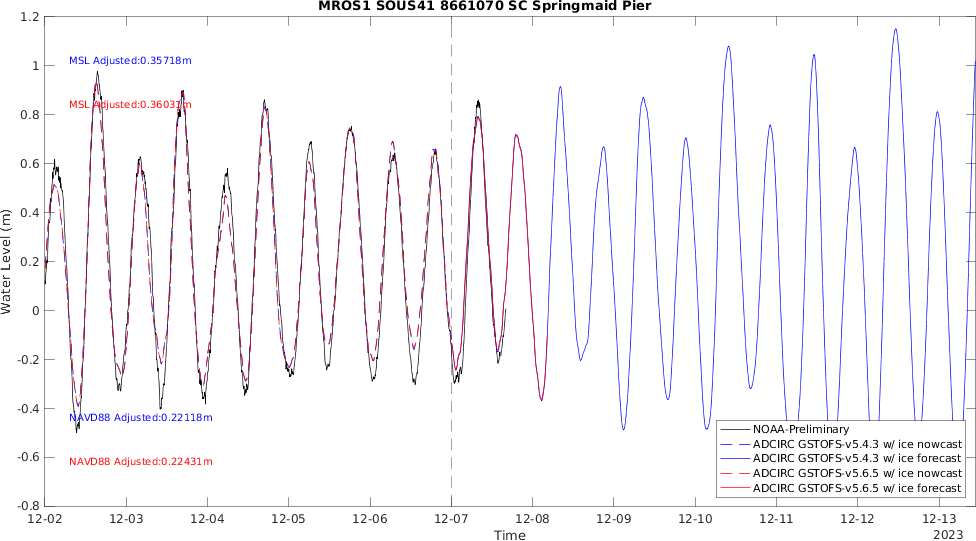 MROS1 SOUS41 8661070 SC Springmaid Pier
1.2
1
0.8
0.6
0.4
0.2
0
-0.2
-0.4
-0.6
-0.8
Water Level (m)
MSL Adjusted:0.35718m
MSL Adjusted:0.36031m
NAVD88 Adjusted:0.22118m
NAVD88 Adjusted:0.22431m
NOAA-Preliminary
ADCIRC GSTOFS-v5.4.3 w/ ice nowcast
ADCIRC GSTOFS-v5.4.3 w/ ice forecast
ADCIRC GSTOFS-v5.6.5 w/ ice nowcast
ADCIRC GSTOFS-v5.6.5 w/ ice forecast
12-02 12-03 12-04 12-05 12-06 12-07 12-08 12-09 12-10 12-11 12-12 12-13
Time
2023